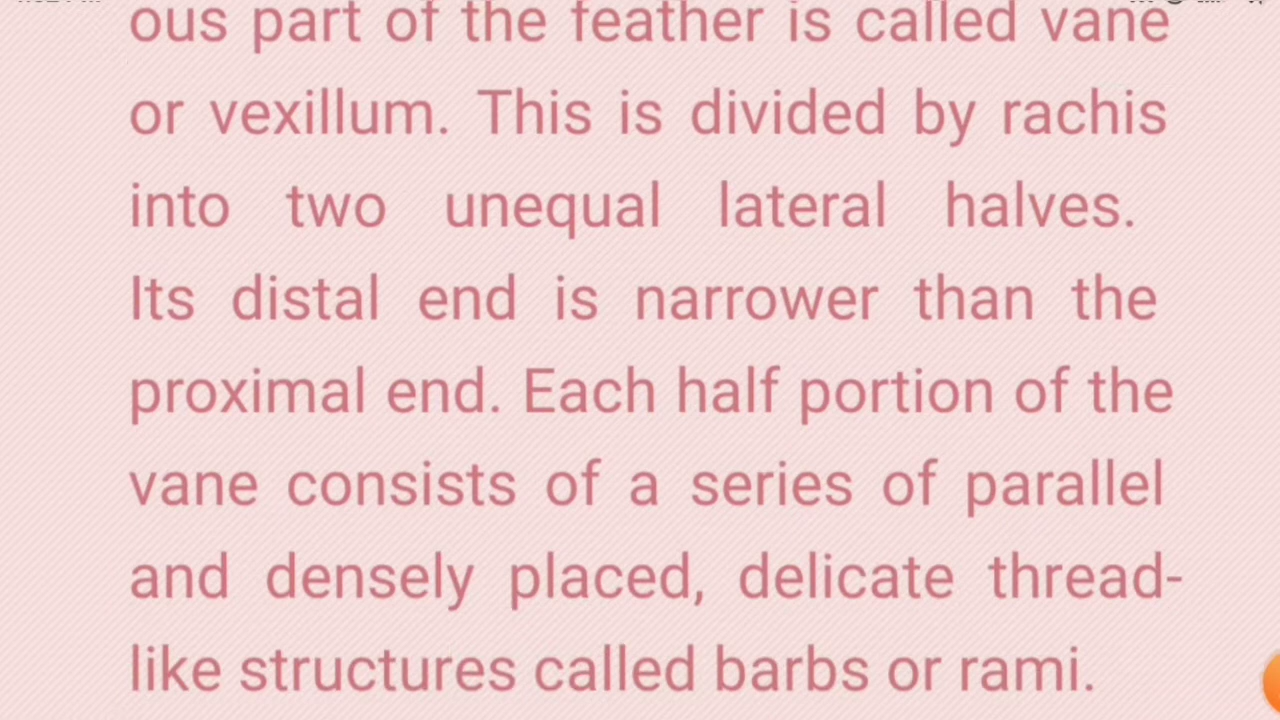 ous part of the feather is called vane
or vexillum. This is divided by rachis
into two unequal lateral halves.
Its distal end is narrower than the
proximal end. Each half portion of the
vane consists of a series of parallel
and densely placed, delicate thread-
like structures called barbs or rami.